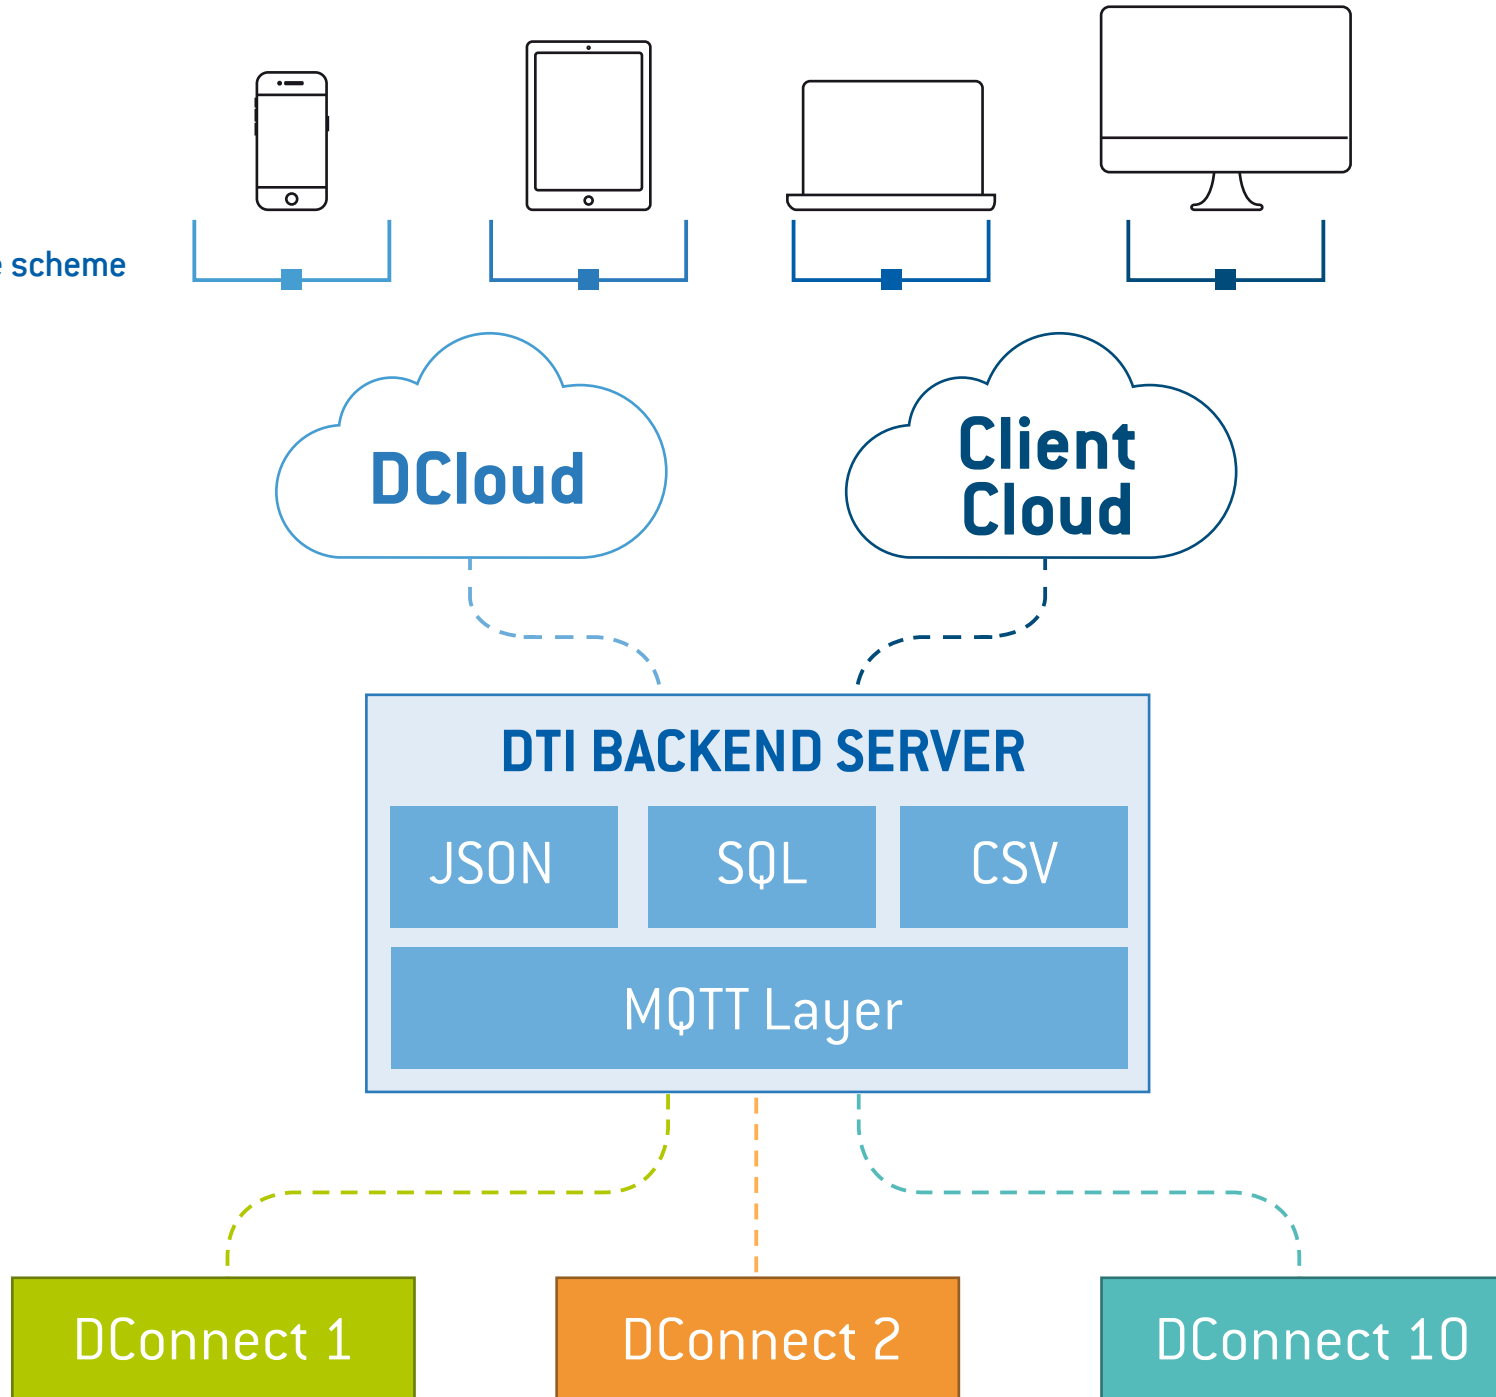 scheme
DCloud
Client
Cloud
DTI BACKEND SERVER
JSON
SQL
CSV
MQTT Layer
DConnect 1
DConnect 2
DConnect 10